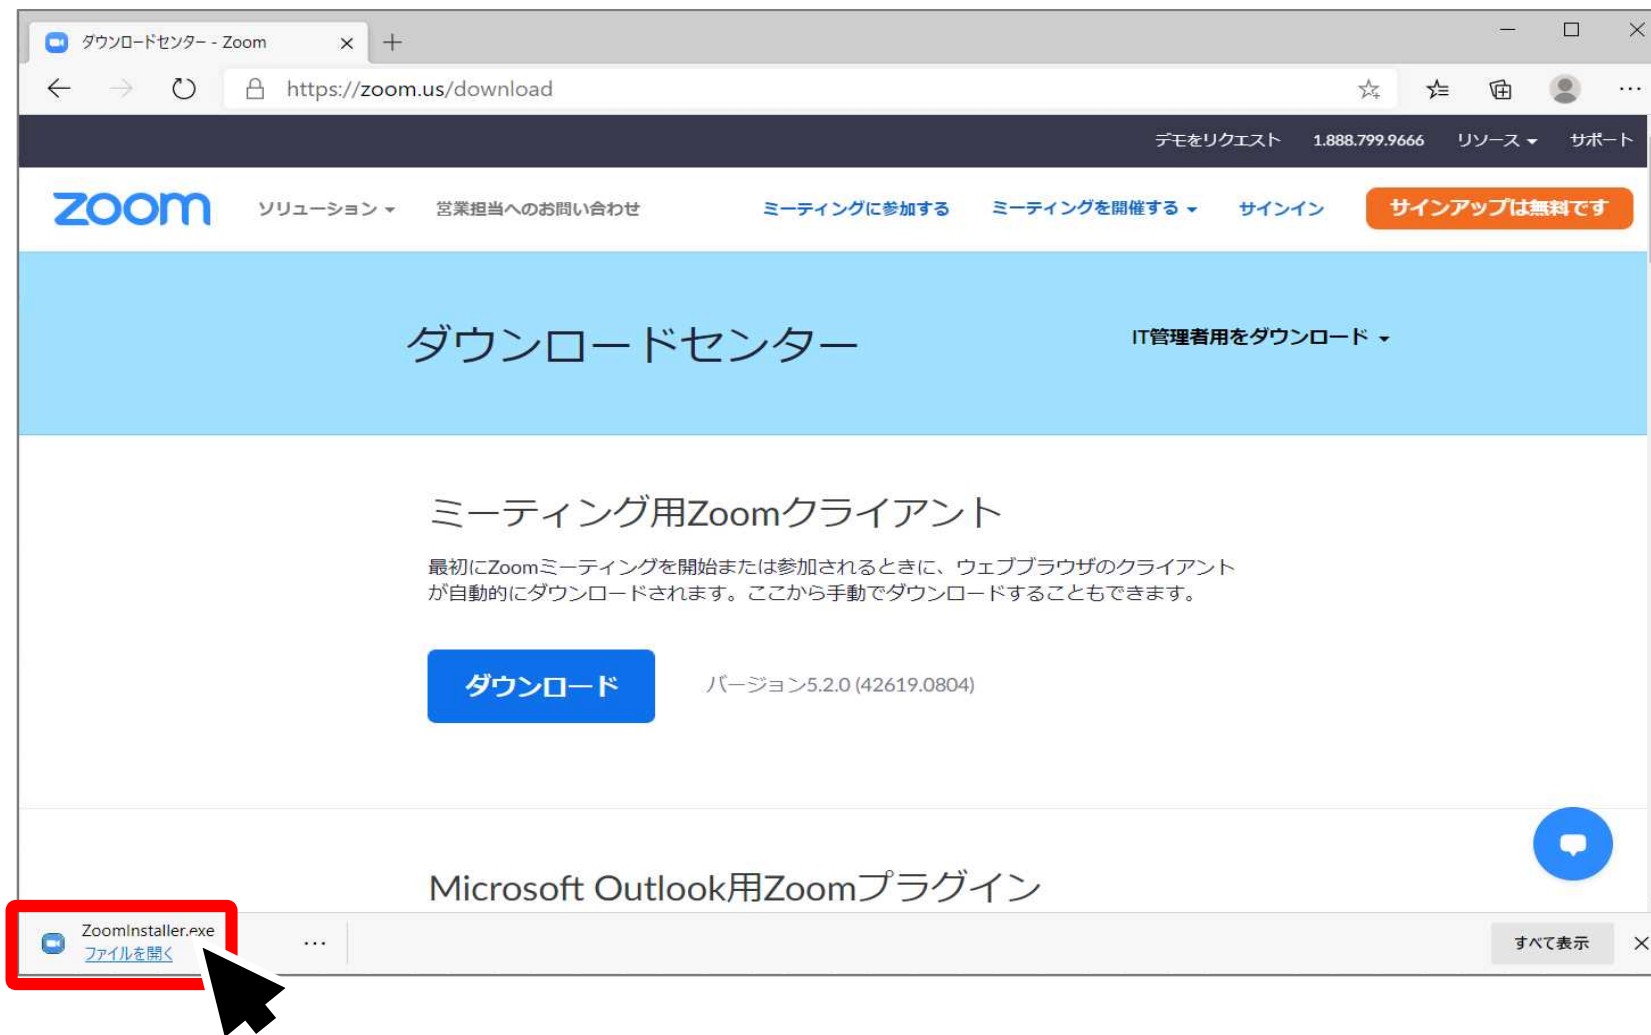 ダウンロードセンター - Zoom
https://zoom.us/download
デモをリクエスト 1.888.799.9666 リソース サポート
zoom ソリューション 営業担当へのお問い合わせ ミーティングに参加する ミーティングを開催する サインイン サインアップは無料です
ダウンロードセンター IT管理者用をダウンロード
ミーティング用Zoomクライアント
最初にZoomミーティングを開始または参加されるときに、ウェブブラウザのクライアント
が自動的にダウンロードされます。ここから手動でダウンロードすることもできます。
ダウンロード バージョン5.2.0 (42619.0804)
Microsoft Outlook用Zoomプラグイン
ZoomInstaller.exe
ファイルを開く
すべて表示